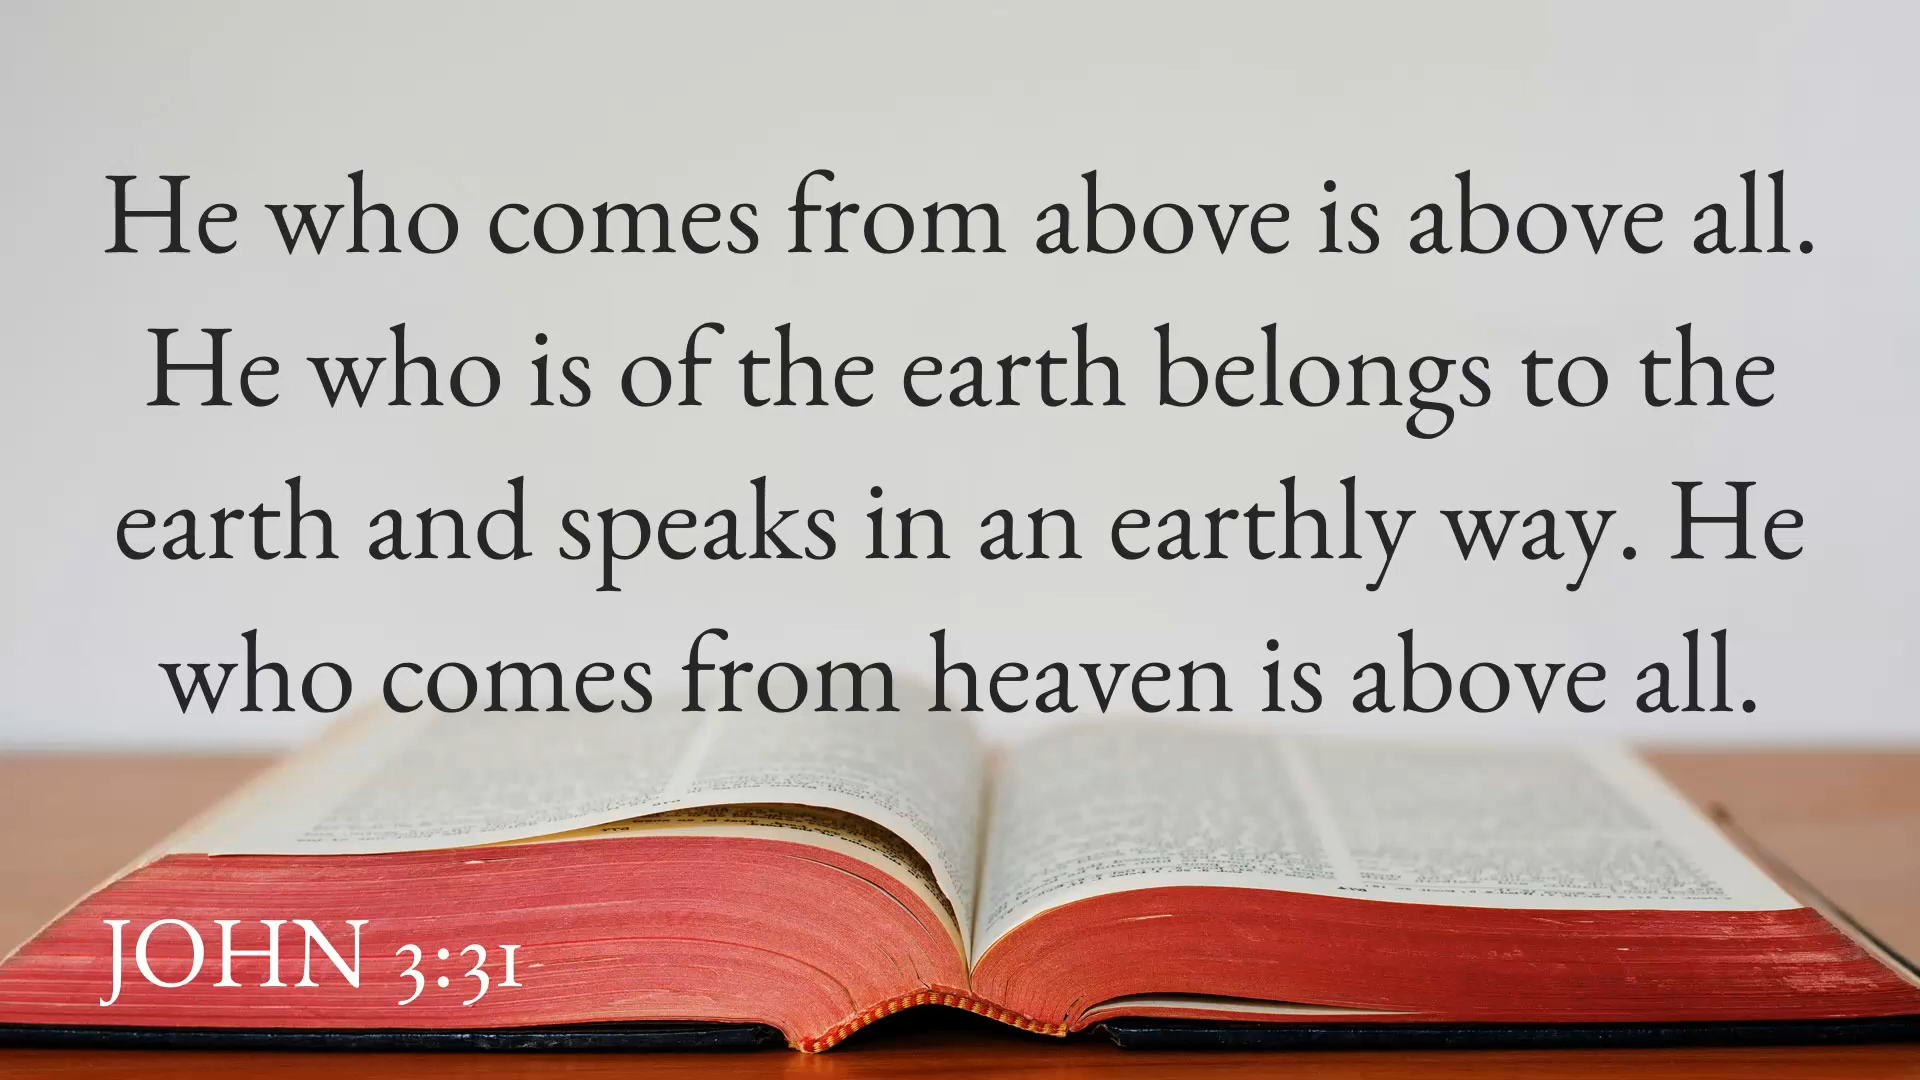 He who comes from above is above all.
He who is of the earth belongs to the
earth and speaks in an earthly way. He
who comes from heaven is above all.
JOHN 3:31